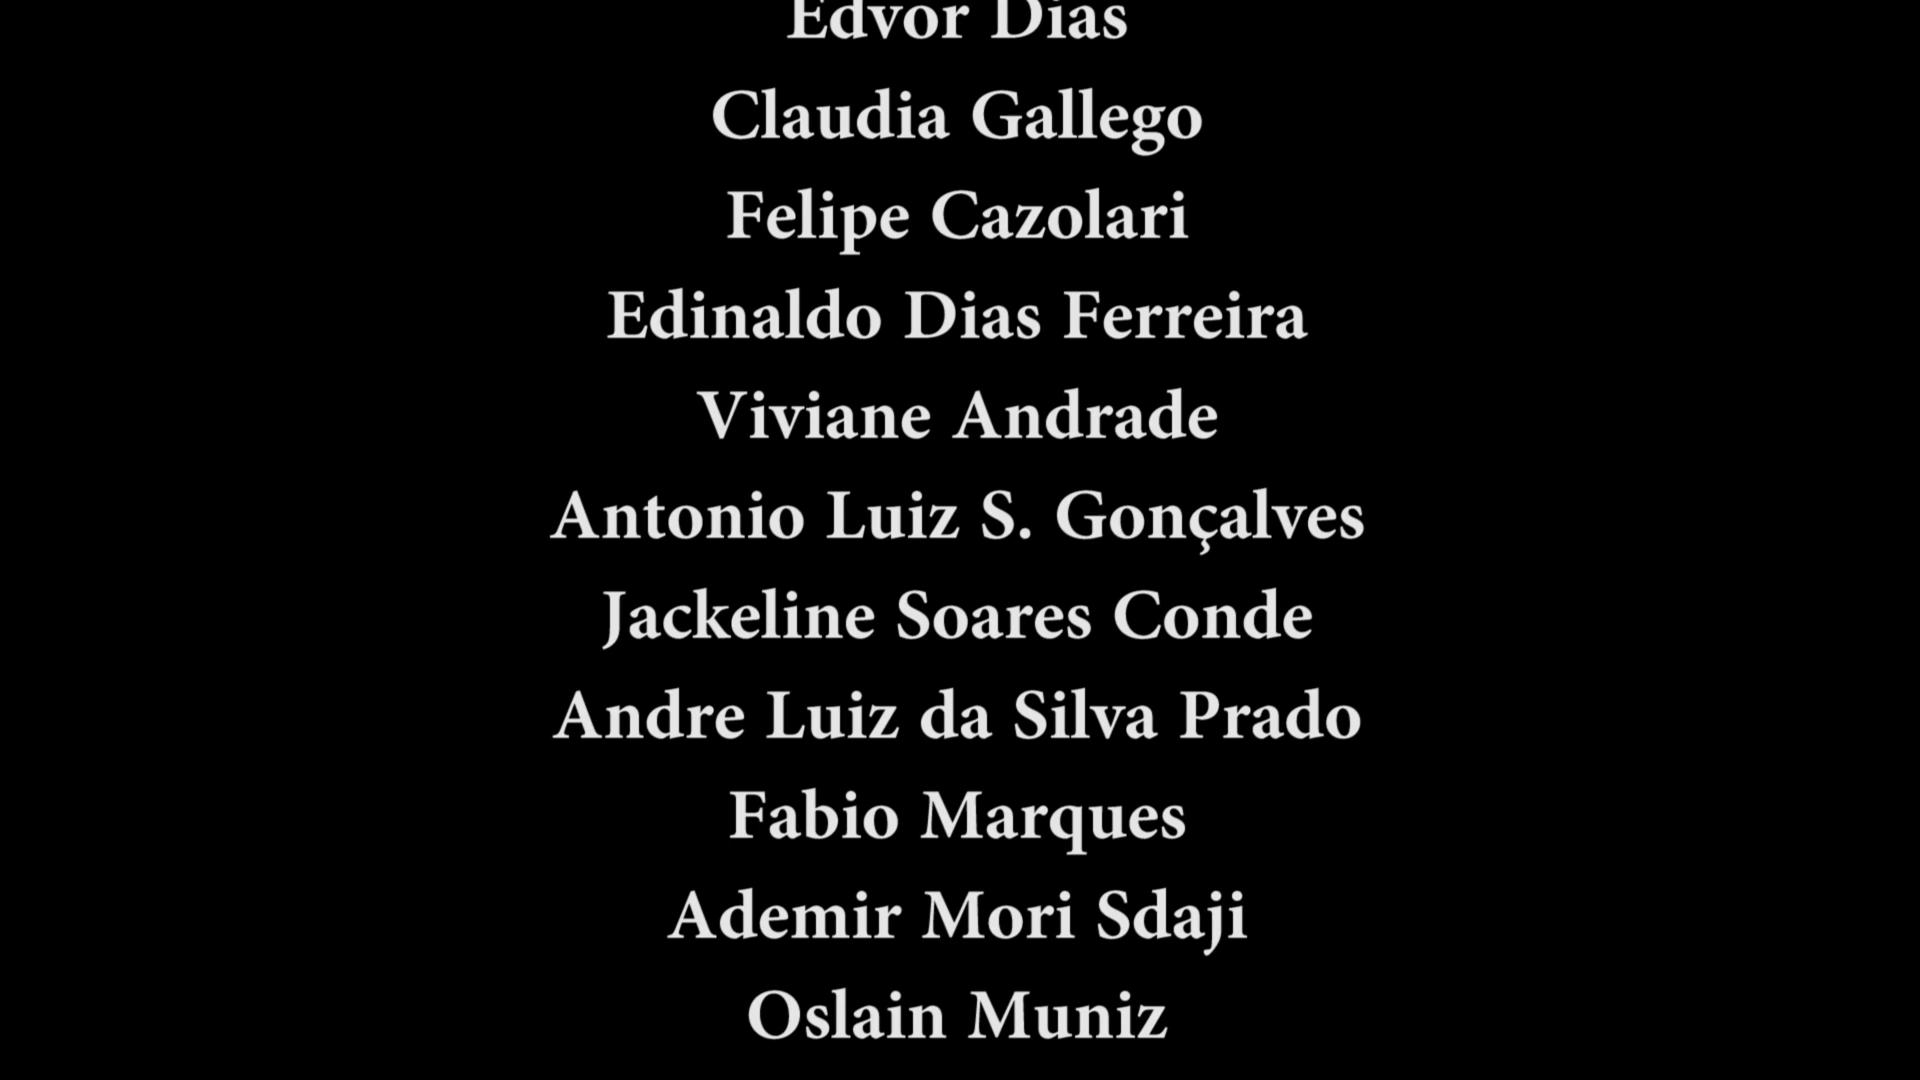 Edvor Dias
Claudia Gallego
Felipe Cazolari
Edinaldo Dias Ferreira
Viviane Andrade
Antonio Luiz S. Gonçalves
Jackeline Soares Conde
Andre Luiz da Silva Prado
Fabio Marques
Ademir Mori Sdaji
Oslain Muniz